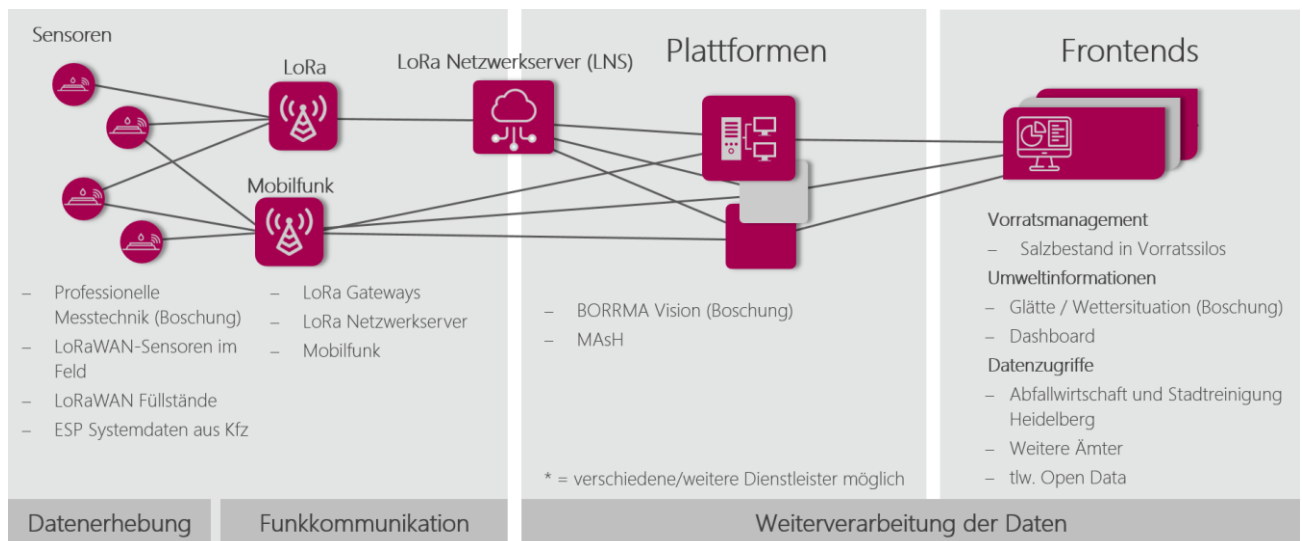 Sensoren
LoRa
LoRa Netzwerkserver (LNS)
Mobilfunk
– Professionelle
Messtechnik (Boschung)
– LoRaWAN-Sensoren im
Feld
– LoRaWAN Füllstände
– ESP Systemdaten aus Kfz
– LoRa Gateways
– LoRa Netzwerkserver
– Mobilfunk
Plattformen
– BORRMA Vision (Boschung)
– MAsH
* = verschiedene/weitere Dienstleister möglich
Frontends
Vorratsmanagement
– Salzbestand in Vorratssilos
Umweltinformationen
– Glätte / Wettersituation (Boschung)
– Dashboard
Datenzugriffe
– Abfallwirtschaft und Stadtreinigung
Heidelberg
– Weitere Ämter
– tlw. Open Data
Datenerhebung
Funkkommunikation
Weiterverarbeitung der Daten